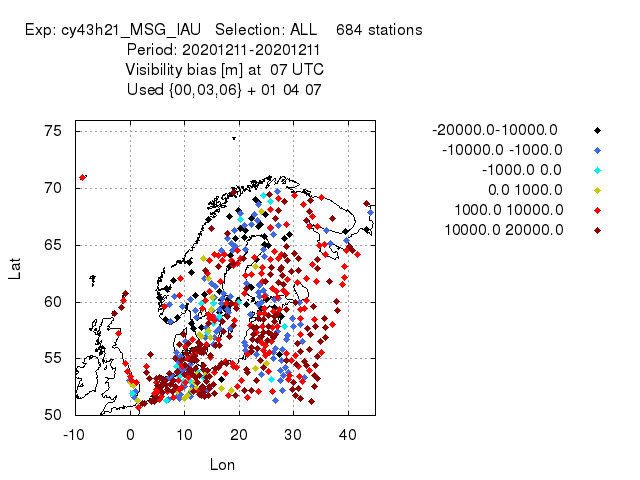 Exp: cy43h21_MSG_IAU Selection: ALL 684 stations
Period: 20201211-20201211
Visibility bias [m] at 07 UTC
Used {00,03,06} + 01 04 07
-20000.0-10000.0
-10000.0 -1000.0
-1000.0 0.0
0.0 1000.0
1000.0 10000.0
10000.0 20000.0
75
70
65
60
55
50
Lat
-10 0 10 20 30 40
Lon